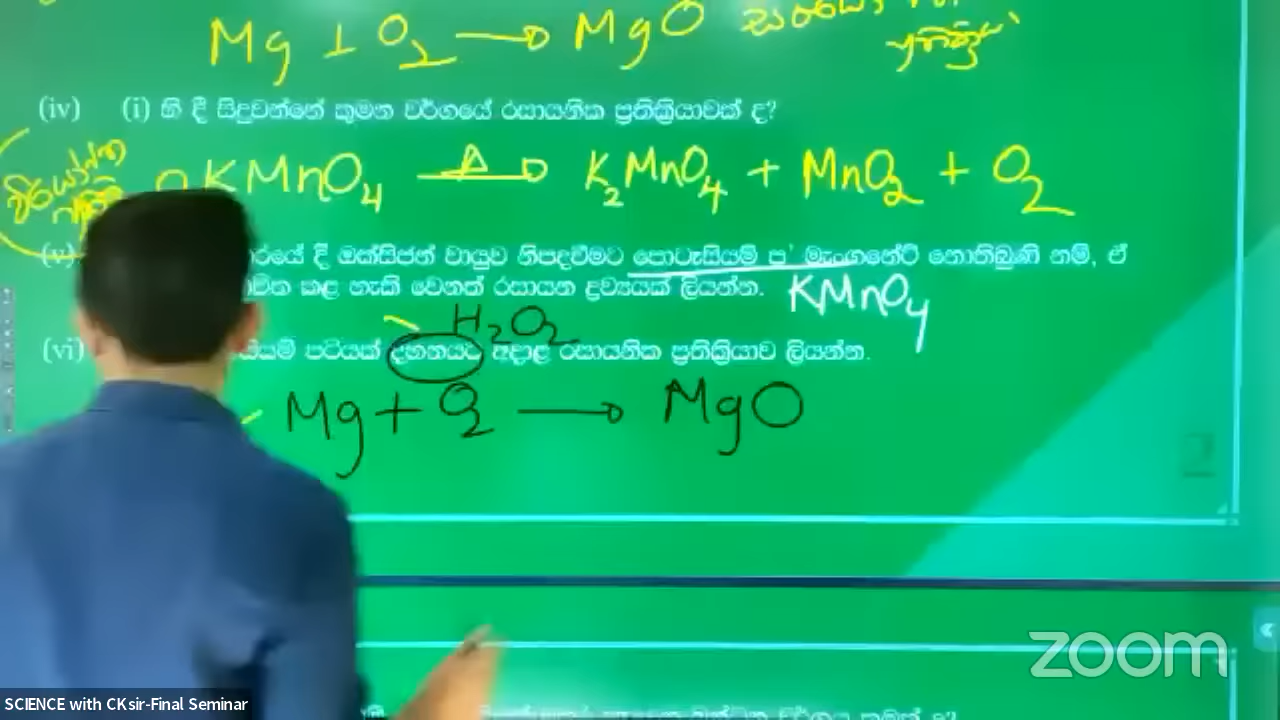 Mg + O2 → MgO
(iv) (i) හි දී සිදුවන්නේ කුමන වර්ගයේ රසායනික ප්‍රතික්‍රියාවක් ද?
KMnO4 Δ→ K2MnO4 + MnO2 + O2
(v) දී ඔක්සිජන් වායුව නිපදවීමට පොටෑසියම් ප' මැංගනේට් නොතිබුණි නම්, ඒ
කළ හැකි වෙනත් රසායන ද්‍රව්‍යයක් ලියන්න. KMnO4
H2O2
(vi) පටියක් දහනයට අදාළ රසායනික ප්‍රතික්‍රියාව ලියන්න.
Mg + O2 → MgO
zoom
SCIENCE with CKsir-Final Seminar